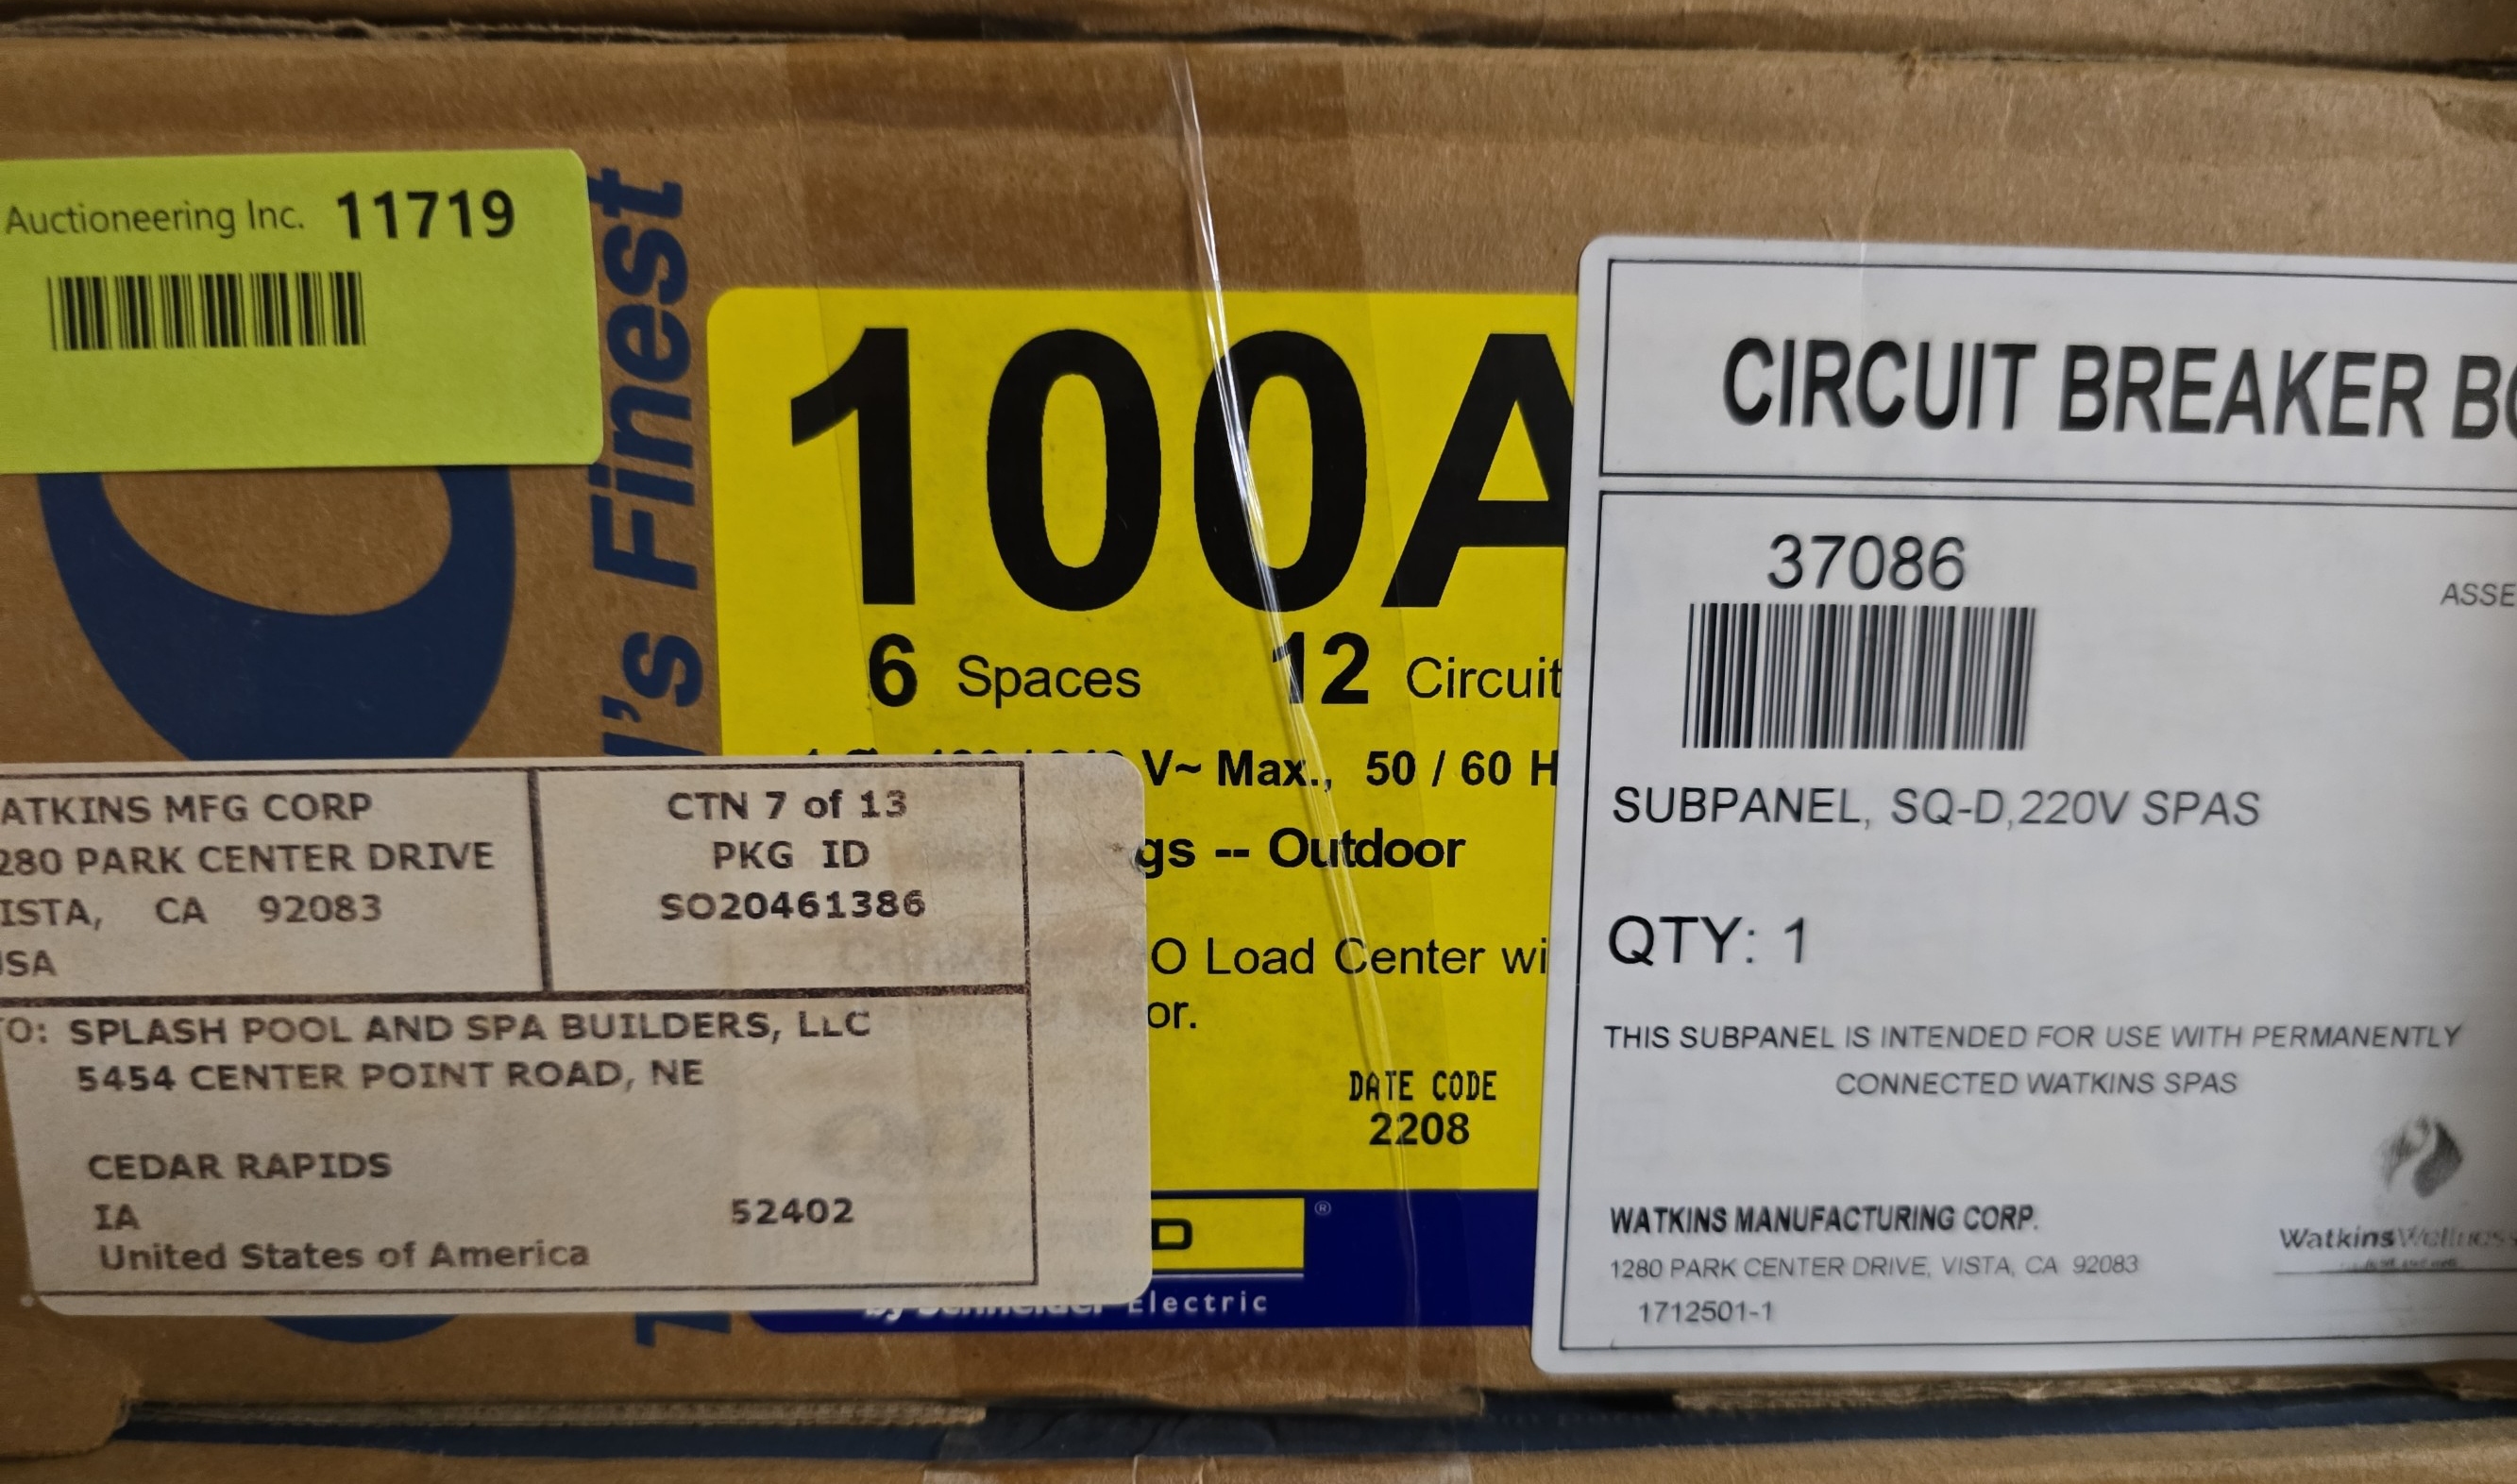 Auctioneering Inc. 11719
's Finest
100A
6 Spaces 12 Circuit
V~ Max., 50 / 60 H
gs -- Outdoor
O Load Center wi
or.
DATE CODE
2208
D ®
by Schneider Electric
ATKINS MFG CORP
280 PARK CENTER DRIVE
ISTA, CA 92083
SA
CTN 7 of 13
PKG ID
SO20461386
O: SPLASH POOL AND SPA BUILDERS, LLC
5454 CENTER POINT ROAD, NE
CEDAR RAPIDS
IA 52402
United States of America
CIRCUIT BREAKER BO
37086
ASSE
SUBPANEL, SQ-D,220V SPAS
QTY: 1
THIS SUBPANEL IS INTENDED FOR USE WITH PERMANENTLY
CONNECTED WATKINS SPAS
WATKINS MANUFACTURING CORP.
1280 PARK CENTER DRIVE, VISTA, CA 92083
1712501-1
WatkinsWellness